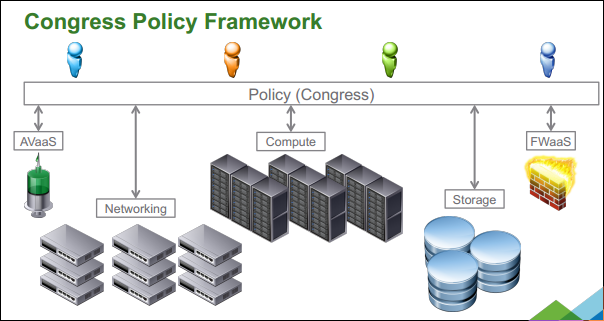 Congress Policy Framework
Policy (Congress)
AVaaS
Compute
FWaaS
Networking
Storage